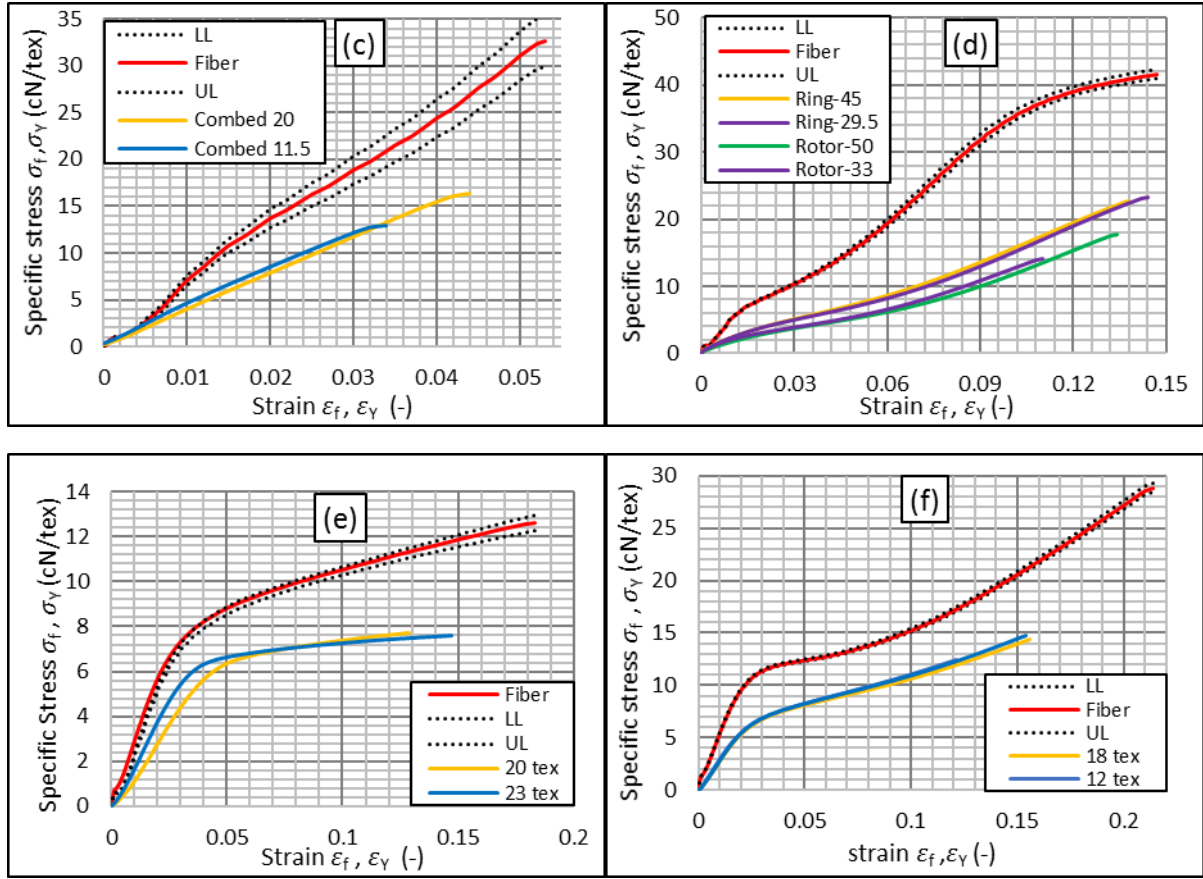 Specific stress σf,σY (cN/tex)
35
30
25
20
15
10
5
0
LL
Fiber
UL
Combed 20
Combed 11.5
(c)
0 0.01 0.02 0.03 0.04 0.05
Strain εf , εY (-)
Specific stress σf , σY (cN/tex)
50
40
30
20
10
0
LL
Fiber
UL
Ring-45
Ring-29.5
Rotor-50
Rotor-33
(d)
0 0.03 0.06 0.09 0.12 0.15
Strain εf , εY (-)
Specific Stress σf , σY (cN/tex)
14
12
10
8
6
4
2
0
(e)
Fiber
LL
UL
20 tex
23 tex
0 0.05 0.1 0.15 0.2
Strain εf , εY (-)
Specific stress σf , σY (cN/tex)
30
25
20
15
10
5
0
(f)
LL
Fiber
UL
18 tex
12 tex
0 0.05 0.1 0.15 0.2
strain εf,εY (-)